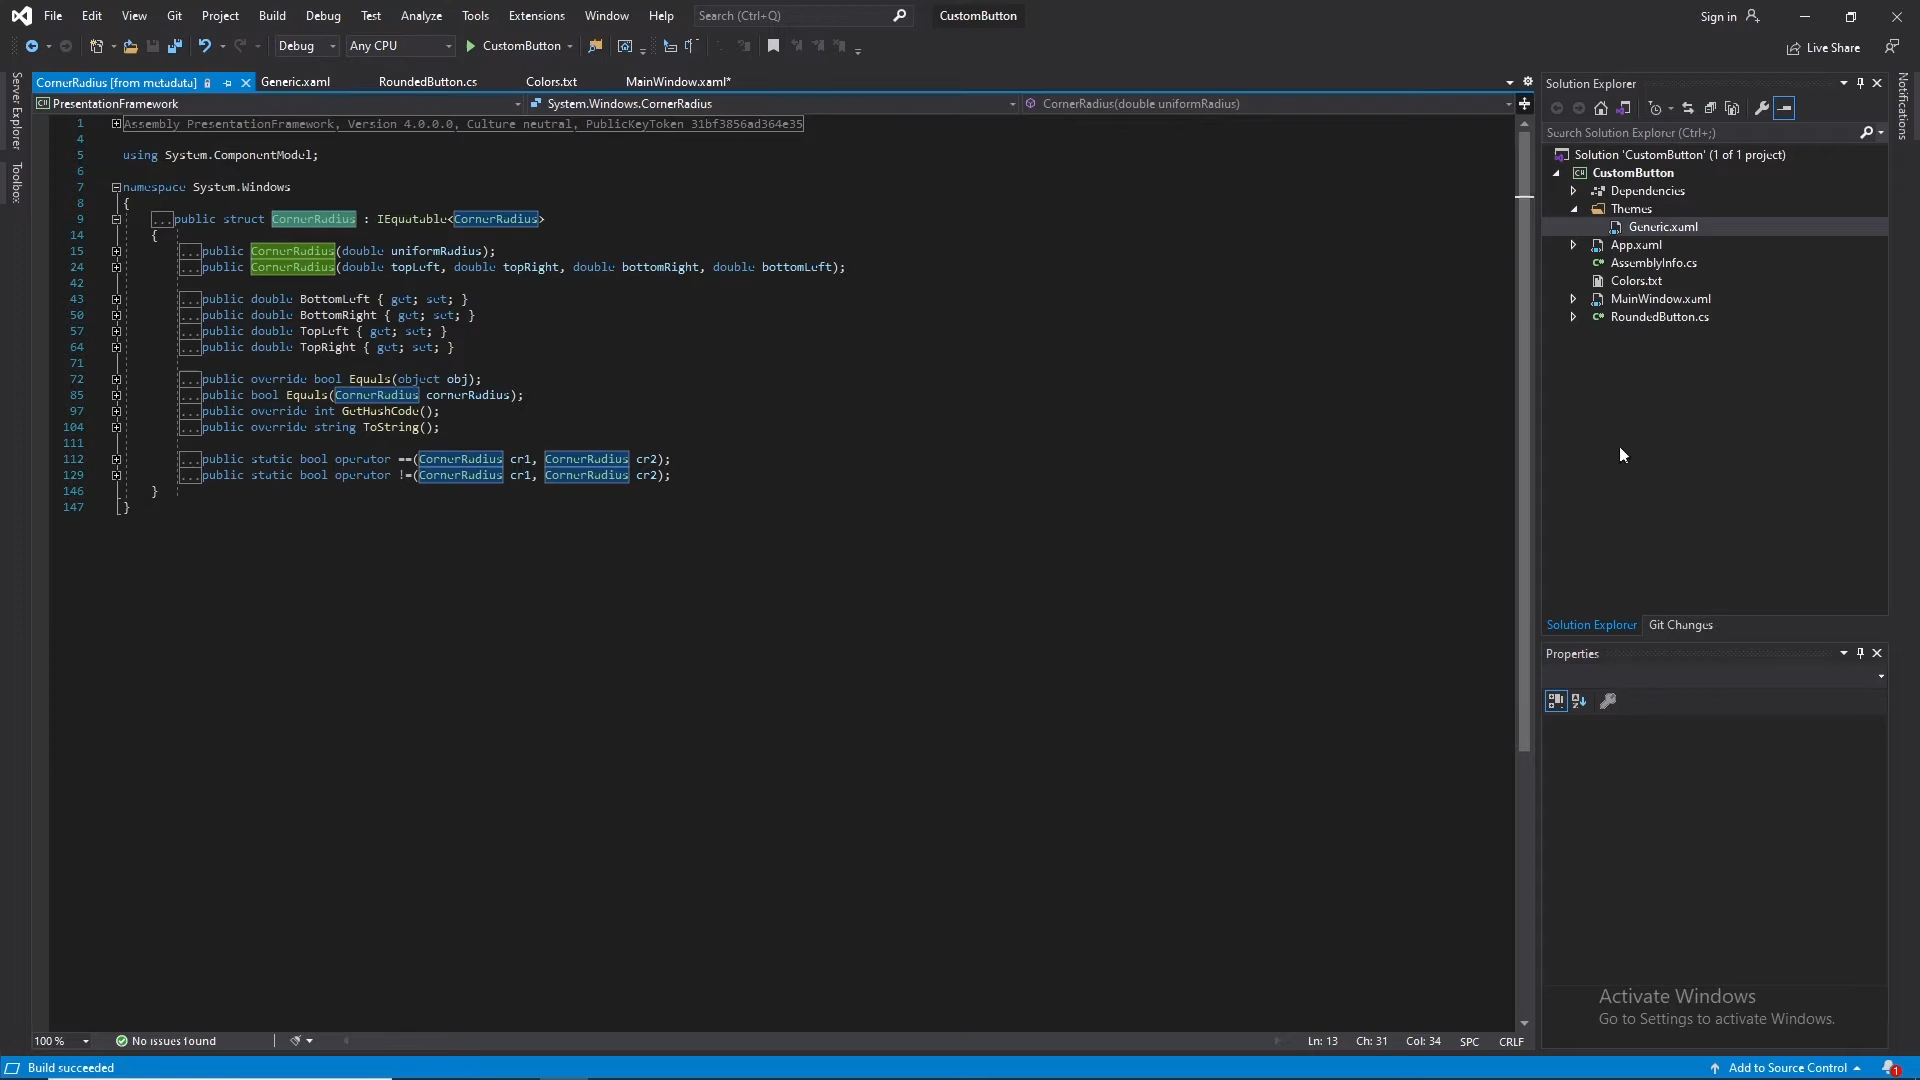 File Edit View Git Project Build Debug Test Analyze Tools Extensions Window Help Search (Ctrl+Q) CustomButton Sign in
Debug Any CPU CustomButton Live Share
Server Explorer
Toolbox
Notifications
CornerRadius [from metadata] Generic.xaml RoundedButton.cs Colors.txt MainWindow.xaml*
PresentationFramework System.Windows.CornerRadius CornerRadius(double uniformRadius)
1 Assembly PresentationFramework, Version 4.0.0.0, Culture neutral, PublicKeyToken 31bf3856ad364e35
4
5 using System.ComponentModel;
6
7 namespace System.Windows
8 {
9 ...public struct CornerRadius : IEquatable<CornerRadius>
14 {
15 ...public CornerRadius(double uniformRadius);
24 ...public CornerRadius(double topLeft, double topRight, double bottomRight, double bottomLeft);
42
43 ...public double BottomLeft { get; set; }
50 ...public double BottomRight { get; set; }
57 ...public double TopLeft { get; set; }
64 ...public double TopRight { get; set; }
71
72 ...public override bool Equals(object obj);
85 ...public bool Equals(CornerRadius cornerRadius);
97 ...public override int GetHashCode();
104 ...public override string ToString();
111
112 ...public static bool operator ==(CornerRadius cr1, CornerRadius cr2);
129 ...public static bool operator !=(CornerRadius cr1, CornerRadius cr2);
146 }
147 }
Solution Explorer
Search Solution Explorer (Ctrl+;)
Solution 'CustomButton' (1 of 1 project)
CustomButton
Dependencies
Themes
Generic.xaml
App.xaml
AssemblyInfo.cs
Colors.txt
MainWindow.xaml
RoundedButton.cs
Solution Explorer Git Changes
Properties
Activate Windows
Go to Settings to activate Windows.
100 % No issues found Ln: 13 Ch: 31 Col: 34 SPC CRLF
Build succeeded Add to Source Control 1